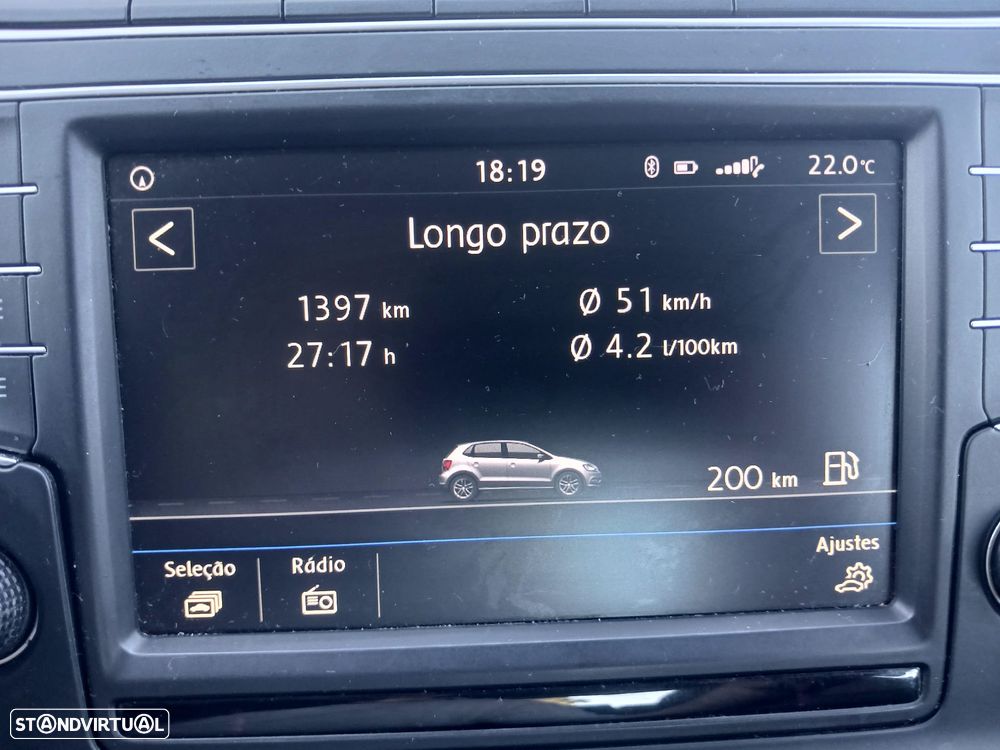 18:19
22.0°C
<
Longo prazo
>
1397 km
Ø 51 km/h
27:17 h
Ø 4.2 l/100km
200 km
Seleção
Rádio
Ajustes
E
E
STANDVIRTUAL